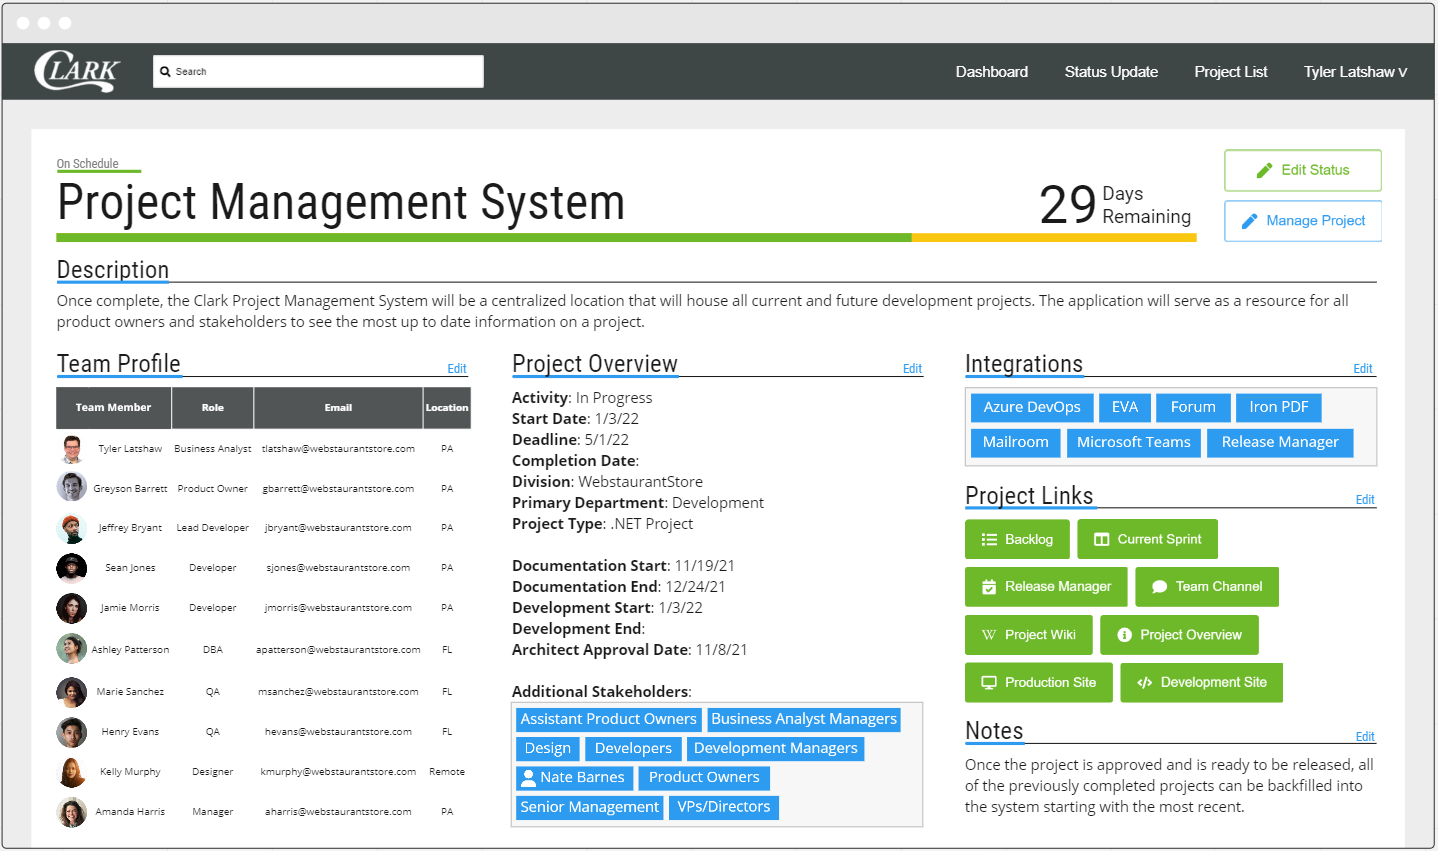 CLARK
Search
Dashboard
Status Update
Project List
Tyler Latshaw V
On Schedule
Project Management System
29 Days Remaining
Edit Status
Manage Project
Description
Once complete, the Clark Project Management System will be a centralized location that will house all current and future development projects. The application will serve as a resource for all
product owners and stakeholders to see the most up to date information on a project.
Team Profile
Edit
Team Member Role Email Location
Tyler Latshaw Business Analyst tlatshaw@webstaurantstore.com PA
Greyson Barrett Product Owner gbarrett@webstaurantstore.com PA
Jeffrey Bryant Lead Developer jbryant@webstaurantstore.com PA
Sean Jones Developer sjones@webstaurantstore.com PA
Jamie Morris Developer jmorris@webstaurantstore.com PA
Ashley Patterson DBA apatterson@webstaurantstore.com FL
Marie Sanchez QA msanchez@webstaurantstore.com FL
Henry Evans QA hevans@webstaurantstore.com FL
Kelly Murphy Designer kmurphy@webstaurantstore.com Remote
Amanda Harris Manager aharris@webstaurantstore.com PA
Project Overview
Edit
Activity: In Progress
Start Date: 1/3/22
Deadline: 5/1/22
Completion Date:
Division: WebstaurantStore
Primary Department: Development
Project Type: .NET Project
Documentation Start: 11/19/21
Documentation End: 12/24/21
Development Start: 1/3/22
Development End:
Architect Approval Date: 11/8/21
Additional Stakeholders:
Assistant Product Owners Business Analyst Managers
Design Developers Development Managers
Nate Barnes Product Owners
Senior Management VPs/Directors
Integrations
Edit
Azure DevOps EVA Forum Iron PDF
Mailroom Microsoft Teams Release Manager
Project Links
Edit
Backlog Current Sprint
Release Manager Team Channel
W Project Wiki Project Overview
Production Site Development Site
Notes
Edit
Once the project is approved and is ready to be released, all
of the previously completed projects can be backfilled into
the system starting with the most recent.